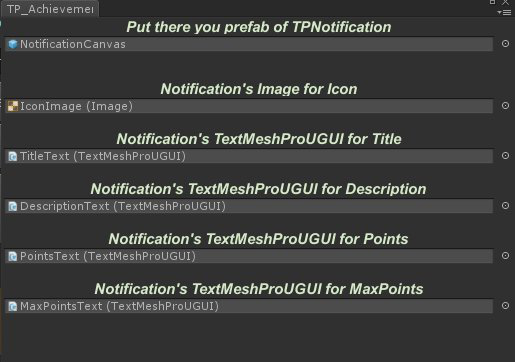 TP_Achievemer
Put there you prefab of TPNotification
NotificationCanvas
Notification's Image for Icon
IconImage (Image)
Notification's TextMeshProUGUI for Title
TitleText (TextMeshProUGUI)
Notification's TextMeshProUGUI for Description
DescriptionText (TextMeshProUGUI)
Notification's TextMeshProUGUI for Points
PointsText (TextMeshProUGUI)
Notification's TextMeshProUGUI for MaxPoints
MaxPointsText (TextMeshProUGUI)